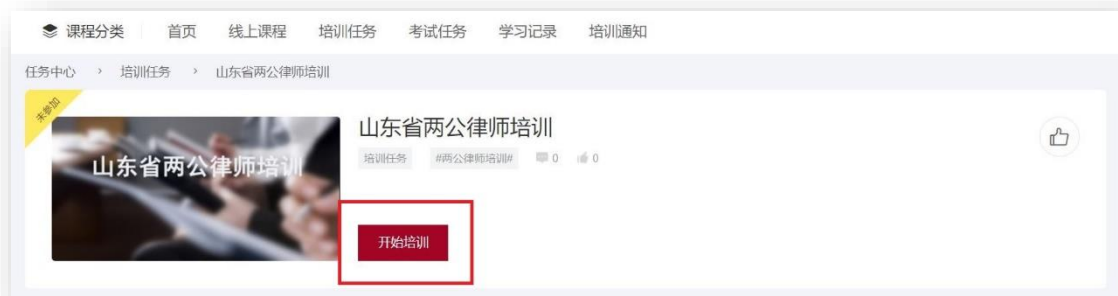 课程分类 首页 线上课程 培训任务 考试任务 学习记录 培训通知
任务中心 > 培训任务 > 山东省两公律师培训
未参加
山东省两公律师培训
山东省两公律师培训
培训任务 #两公律师培训# 0 0
开始培训